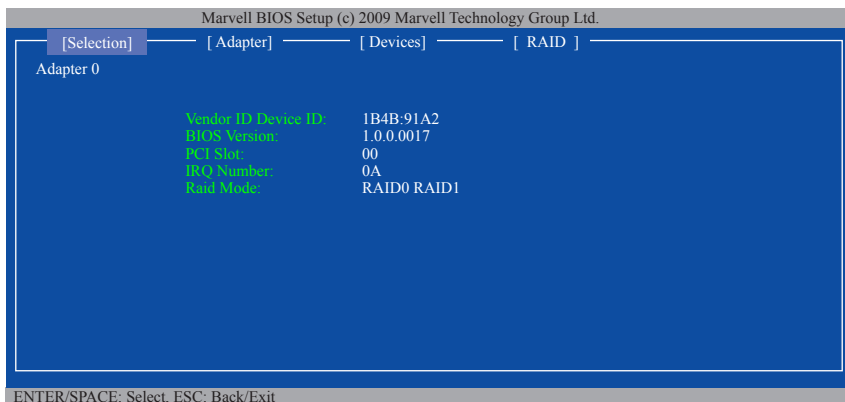 Marvell BIOS Setup (c) 2009 Marvell Technology Group Ltd.
[Selection] [ Adapter] [ Devices] [ RAID ]
Adapter 0
Vendor ID Device ID: 1B4B:91A2
BIOS Version: 1.0.0.0017
PCI Slot: 00
IRQ Number: 0A
Raid Mode: RAID0 RAID1
ENTER/SPACE: Select, ESC: Back/Exit